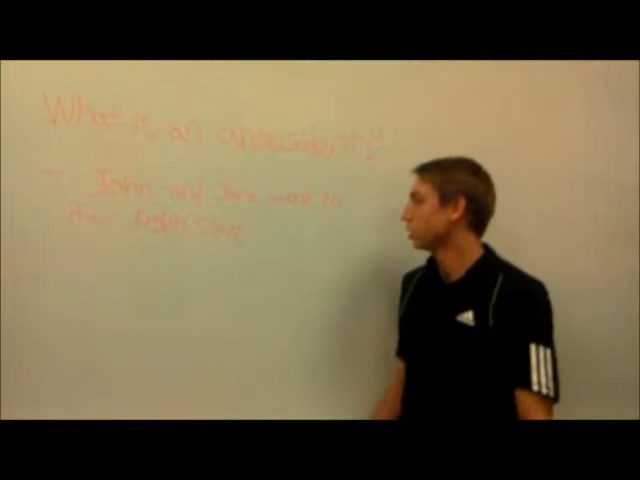 What is an antecedent?
- John and Jane went to
their English class